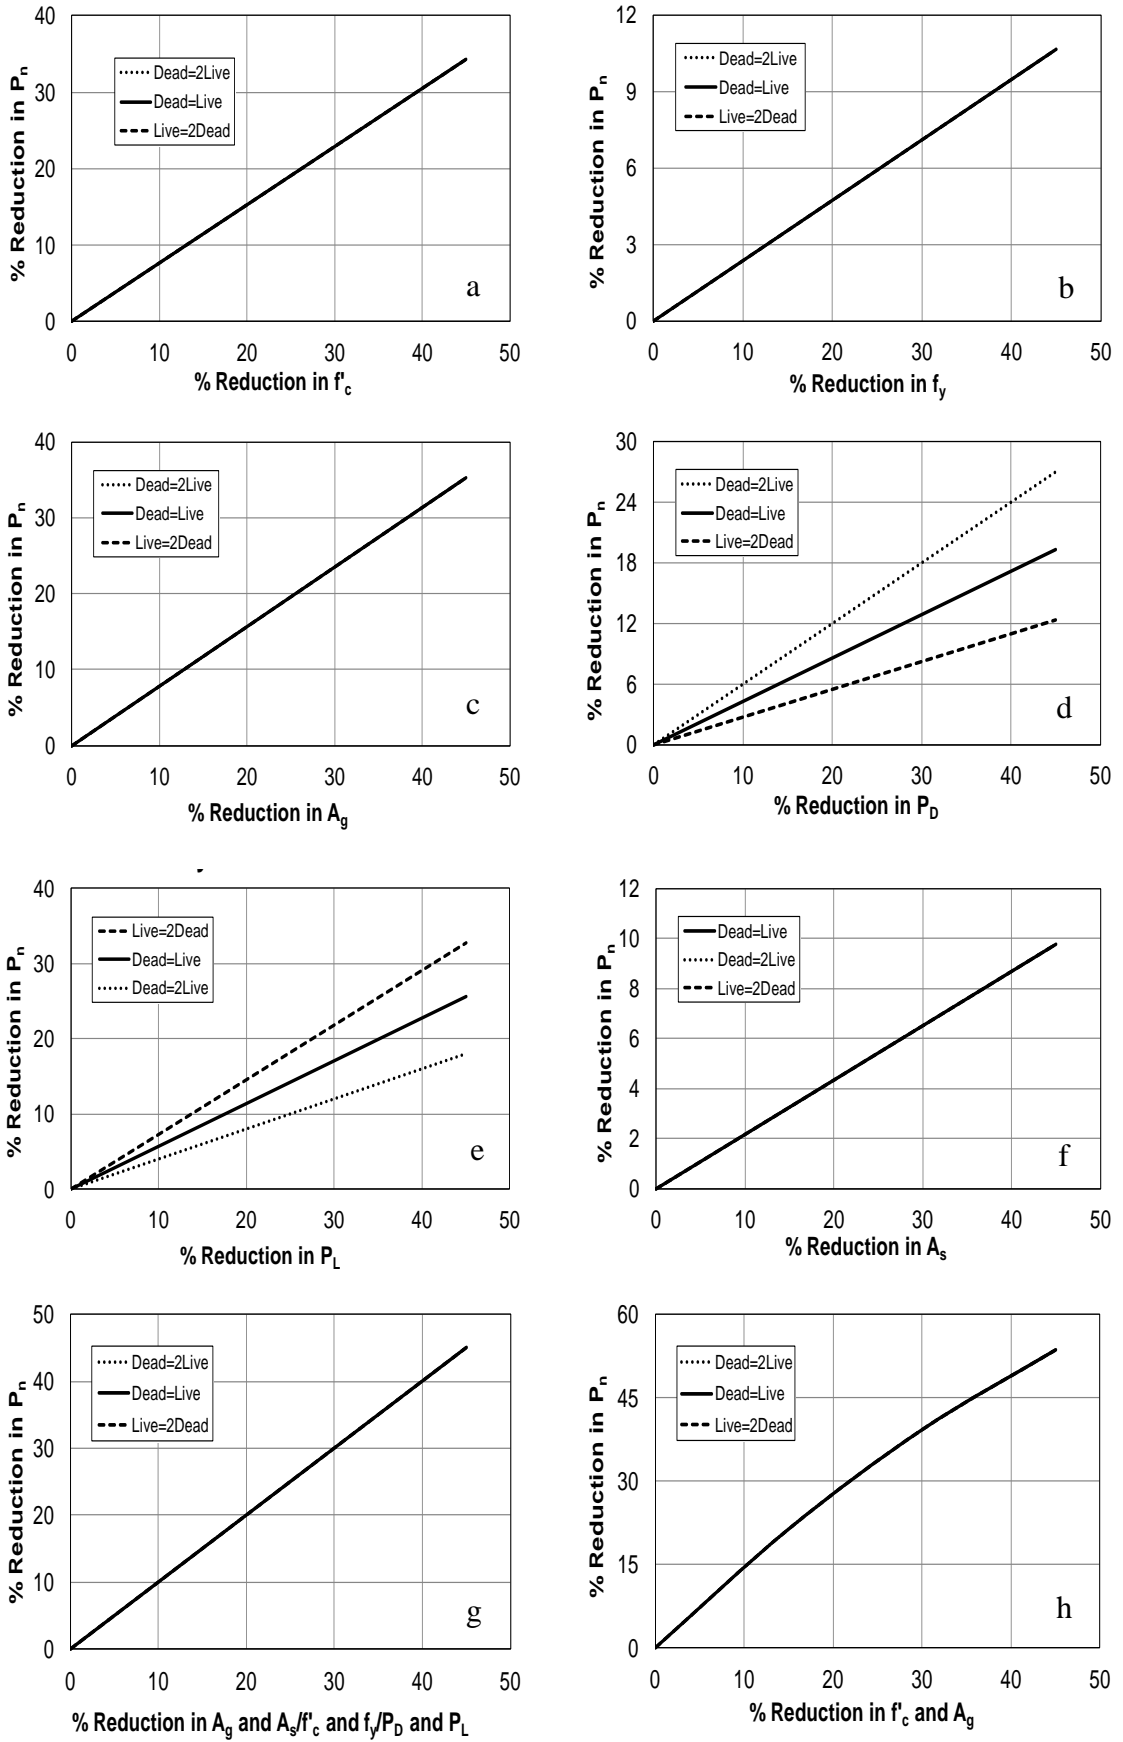 % Reduction in Pn
40
30
20
10
0
Dead=2Live
Dead=Live
Live=2Dead
a
0 10 20 30 40 50
% Reduction in f'c
% Reduction in Pn
12
9
6
3
0
Dead=2Live
Dead=Live
Live=2Dead
b
0 10 20 30 40 50
% Reduction in fy
% Reduction in Pn
40
30
20
10
0
Dead=2Live
Dead=Live
Live=2Dead
c
0 10 20 30 40 50
% Reduction in Ag
% Reduction in Pn
30
24
18
12
6
0
Dead=2Live
Dead=Live
Live=2Dead
d
0 10 20 30 40 50
% Reduction in PD
% Reduction in Pn
40
30
20
10
0
Live=2Dead
Dead=Live
Dead=2Live
e
0 10 20 30 40 50
% Reduction in PL
% Reduction in Pn
12
10
8
6
4
2
0
Dead=Live
Dead=2Live
Live=2Dead
f
0 10 20 30 40 50
% Reduction in As
% Reduction in Pn
50
40
30
20
10
0
Dead=2Live
Dead=Live
Live=2Dead
g
0 10 20 30 40 50
% Reduction in Ag and As/f'c and fy/PD and PL
% Reduction in Pn
60
45
30
15
0
Dead=2Live
Dead=Live
Live=2Dead
h
0 10 20 30 40 50
% Reduction in f'c and Ag